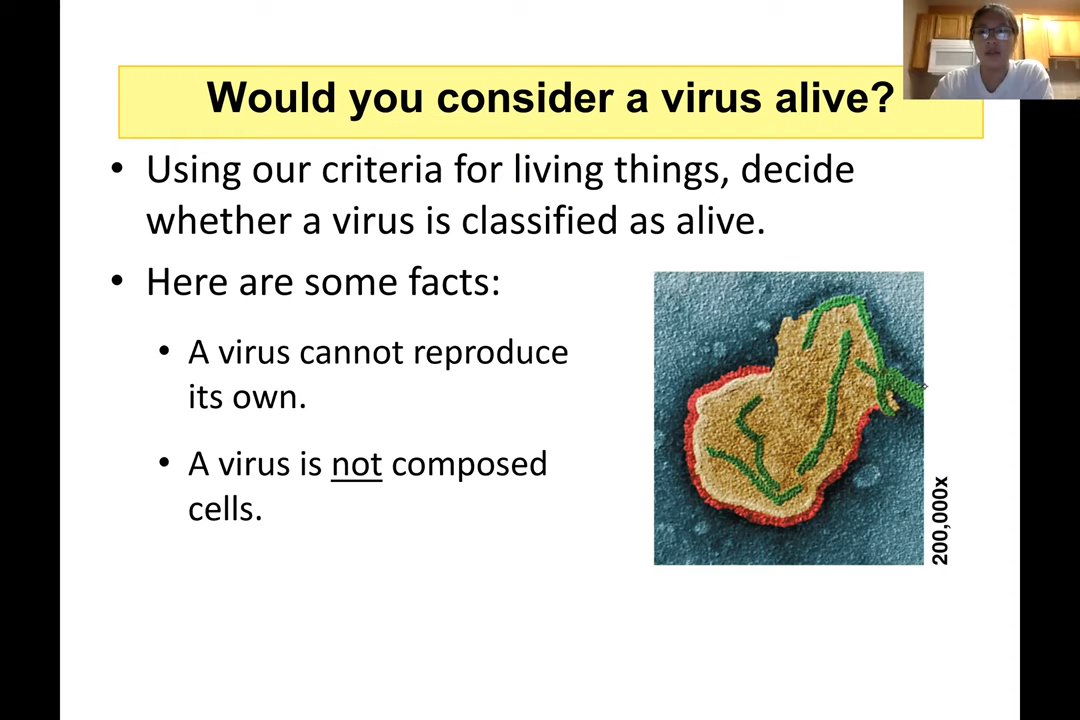 Would you consider a virus alive?
• Using our criteria for living things, decide
whether a virus is classified as alive.
• Here are some facts:
• A virus cannot reproduce
its own.
• A virus is not composed
cells.
200,000x